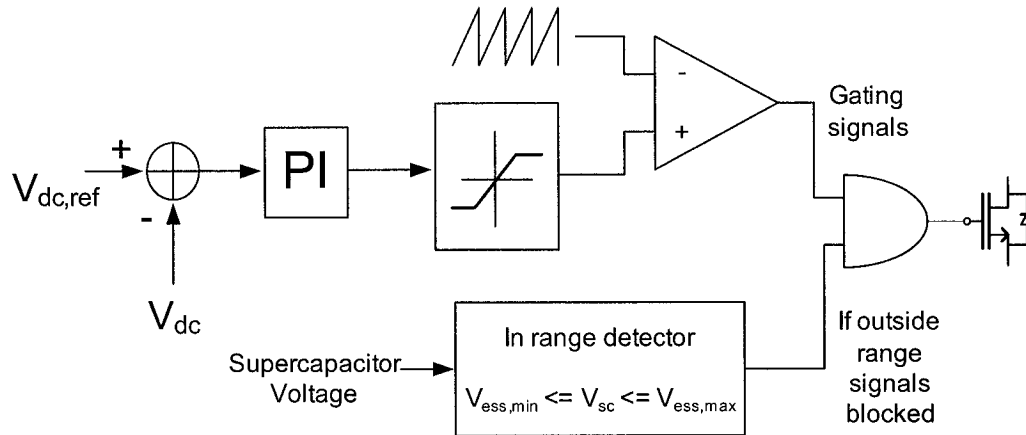 -
+
Gating
signals
+
V_dc,ref
-
PI
V_dc
Supercapacitor
Voltage
In range detector
V_ess,min <= V_sc <= V_ess,max
If outside
range
signals
blocked